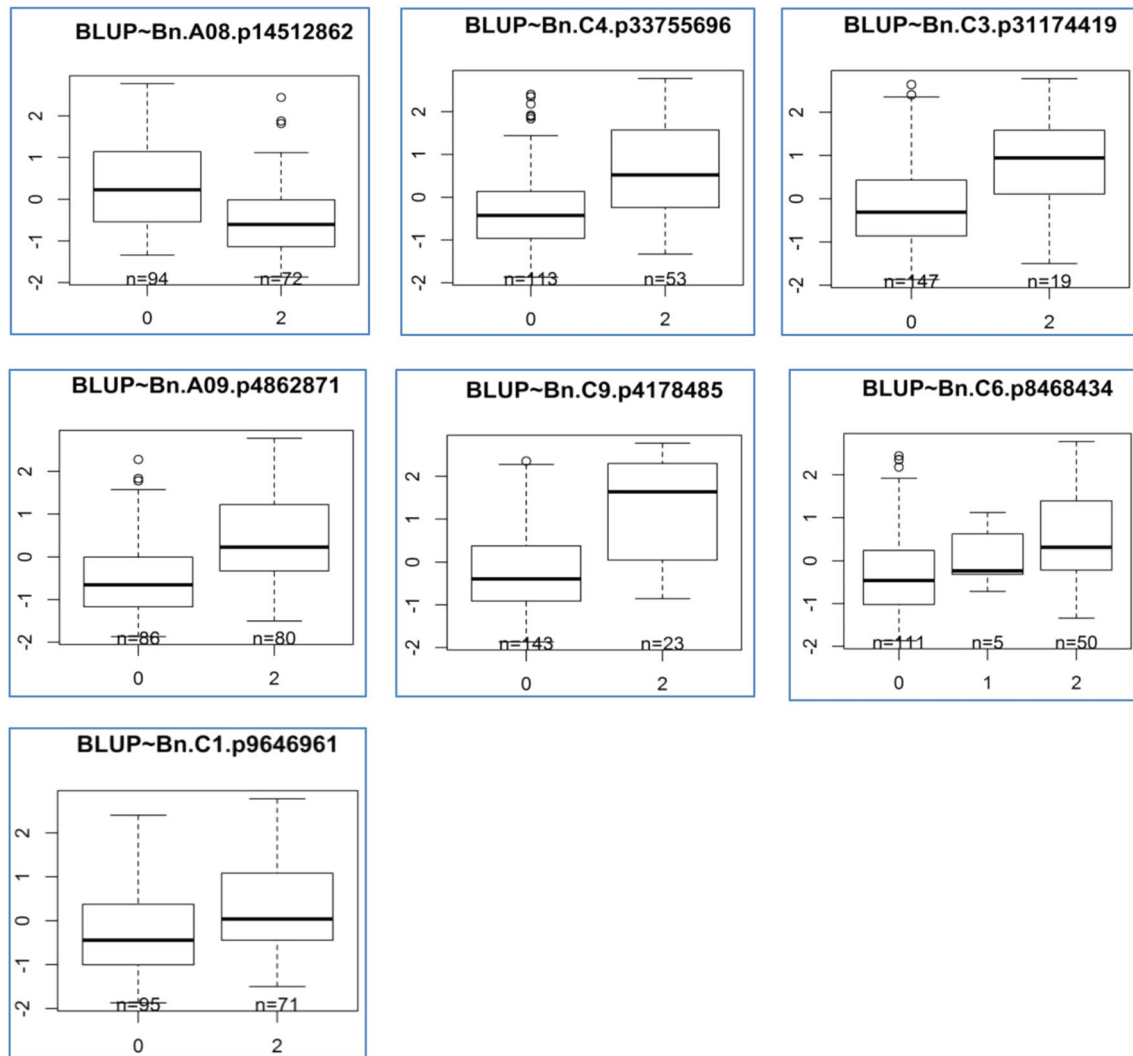 BLUP~Bn.A08.p14512862
2
1
0
-1
-2
n=94
n=72
0
2
BLUP~Bn.C4.p33755696
2
1
0
-1
-2
n=113
n=53
0
2
BLUP~Bn.C3.p31174419
2
1
0
-1
-2
n=147
n=19
0
2
BLUP~Bn.A09.p4862871
2
1
0
-1
-2
n=86
n=80
0
2
BLUP~Bn.C9.p4178485
2
1
0
-1
-2
n=143
n=23
0
2
BLUP~Bn.C6.p8468434
2
1
0
-1
-2
n=111
n=5
n=50
0
1
2
BLUP~Bn.C1.p9646961
2
1
0
-1
-2
n=95
n=71
0
2